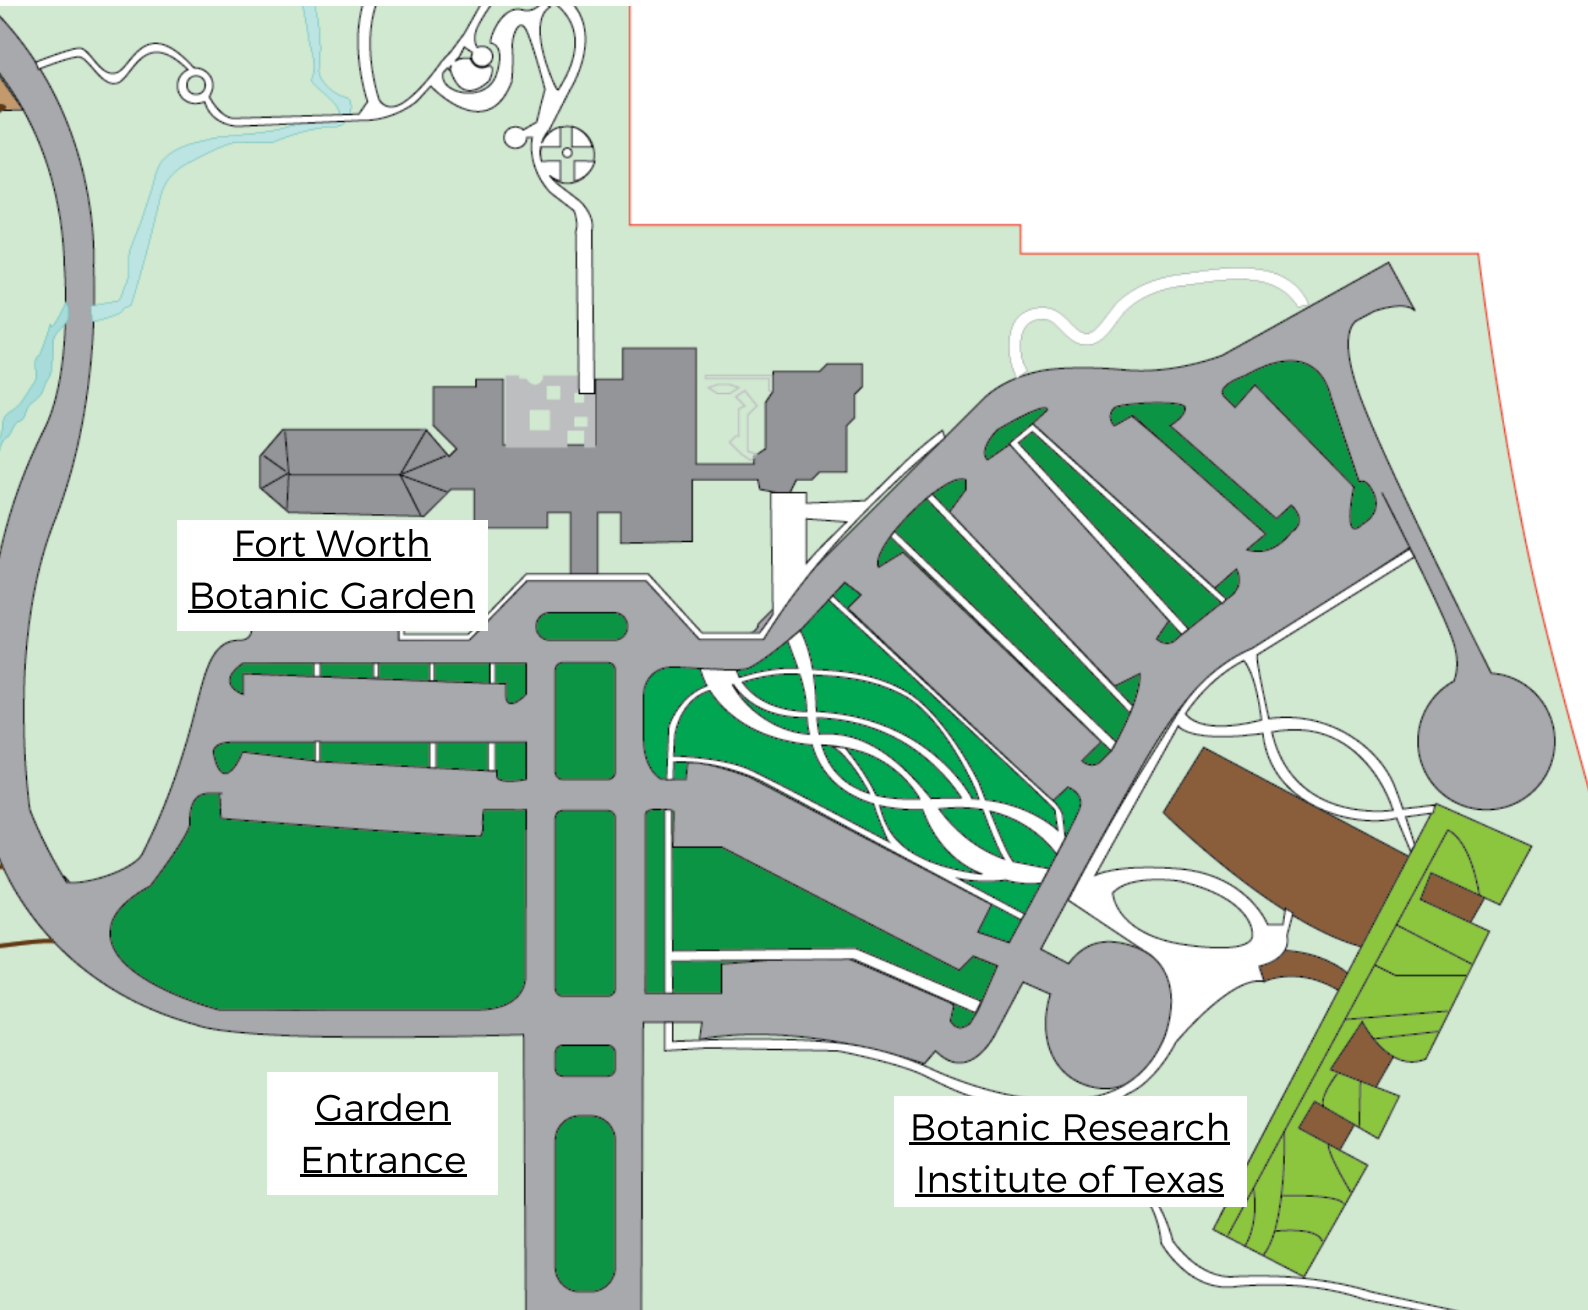 Fort Worth
Botanic Garden
Garden
Entrance
Botanic Research
Institute of Texas